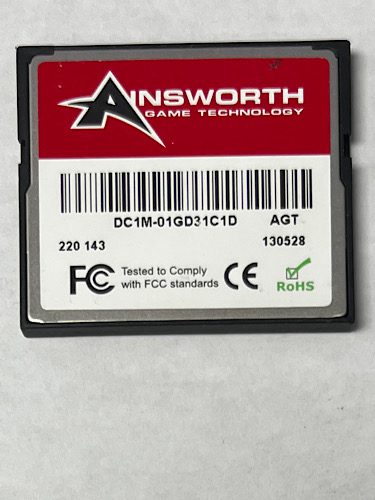 AINSWORTH
GAME TECHNOLOGY
DC1M-01GD31C1D AGT
220 143 130528
FC Tested to Comply
with FCC standards CE RoHS